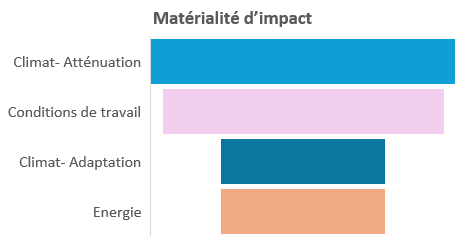 Matérialité d’impact
Climat- Atténuation
Conditions de travail
Climat- Adaptation
Energie